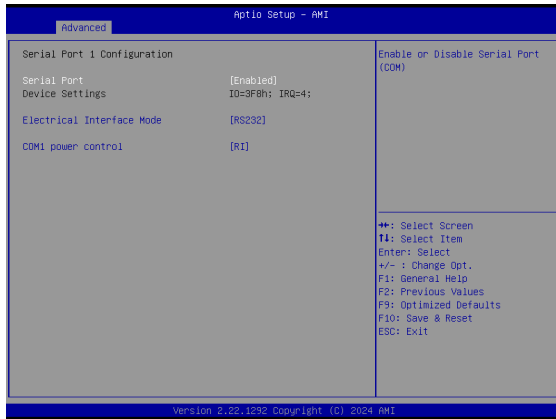 Aptio Setup - AMI
Advanced
Serial Port 1 Configuration
Serial Port [Enabled]
Device Settings IO=3F8h; IRQ=4;
Electrical Interface Mode [RS232]
COM1 power control [RI]
Enable or Disable Serial Port
(COM)
→←: Select Screen
↑↓: Select Item
Enter: Select
+/- : Change Opt.
F1: General Help
F2: Previous Values
F9: Optimized Defaults
F10: Save & Reset
ESC: Exit
Version 2.22.1292 Copyright (C) 2024 AMI